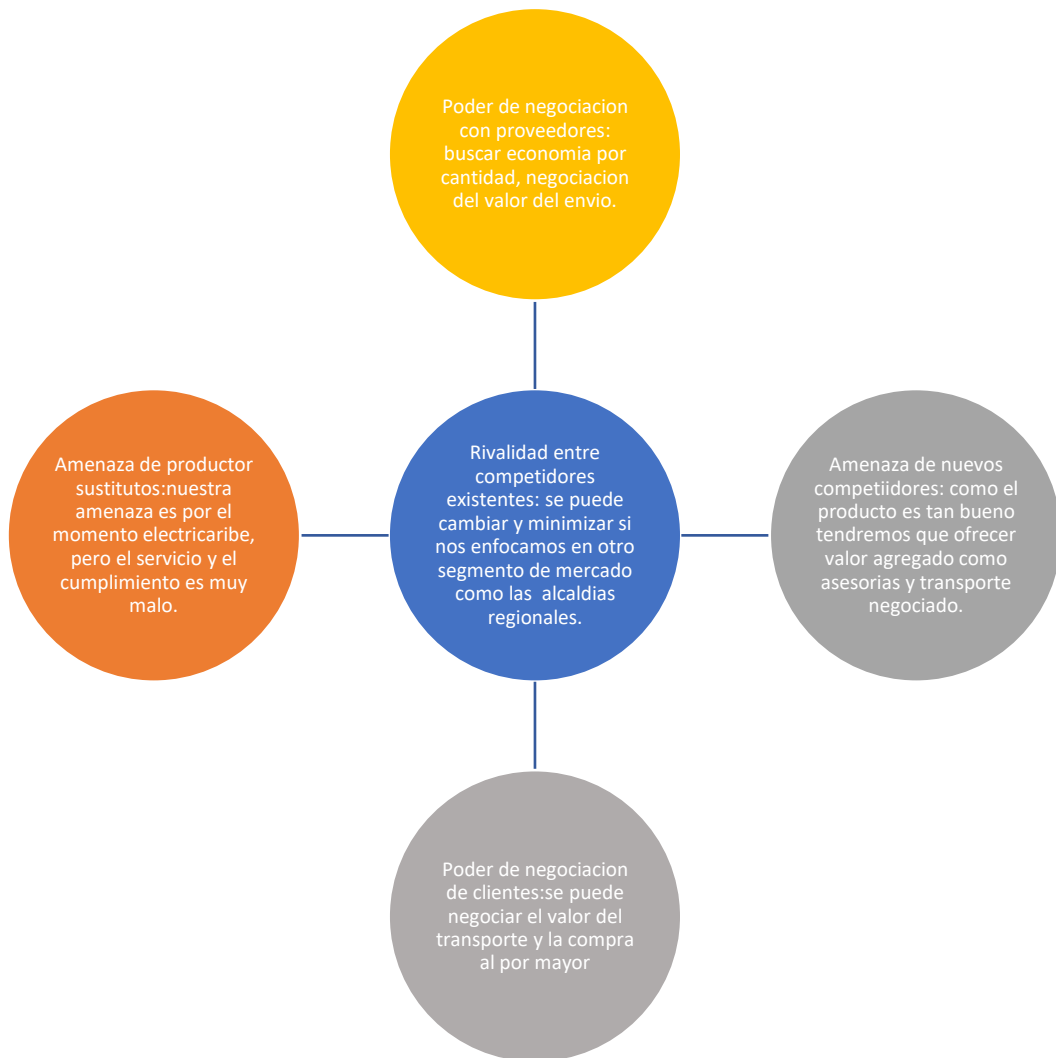 Poder de negociacion
con proveedores:
buscar economia por
cantidad, negociacion
del valor del envio.
Amenaza de productor
sustitutos:nuestra
amenaza es por el
momento electricaribe,
pero el servicio y el
cumplimiento es muy
malo.
Rivalidad entre
competidores
existentes: se puede
cambiar y minimizar si
nos enfocamos en otro
segmento de mercado
como las alcaldias
regionales.
Amenaza de nuevos
competiidores: como el
producto es tan bueno
tendremos que ofrecer
valor agregado como
asesorias y transporte
negociado.
Poder de negociacion
de clientes:se puede
negociar el valor del
transporte y la compra
al por mayor